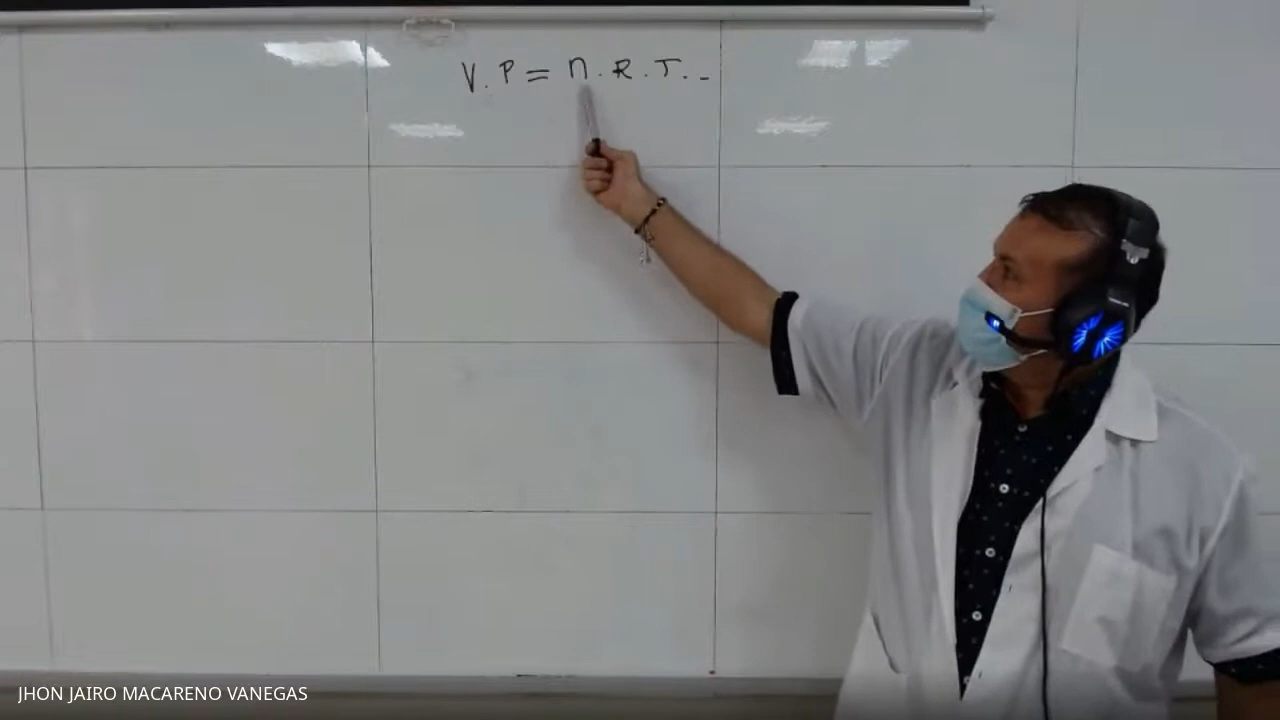 V.P = n.R.T.-
JHON JAIRO MACARENO VANEGAS